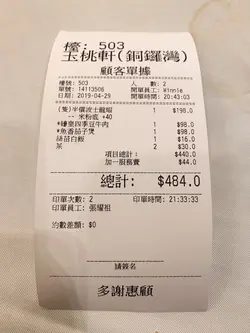 檯: 503
玉桃軒(銅鑼灣)
顧客單據
檯號: 503 人 數: 2
單號: 14113506 開單員工: Winnie
日期: 2019-04-29 開單時間: 20:43:03
(隻)半個波士龍蝦 1 $198.0
-- 米粉底 +40
*鐘意四季豆牛肉 1 $98.0
*魚香茄子煲 1 $98.0
絲苗白飯 1 $16.0
茶 2 $30.0
項目總計: $440.0
加一服務費: $44.0
總計: $484.0
印單次數: 2 印單時間: 21:33:33
印單員工: 張耀祖
約數差額: $0
請簽名
多謝惠顧